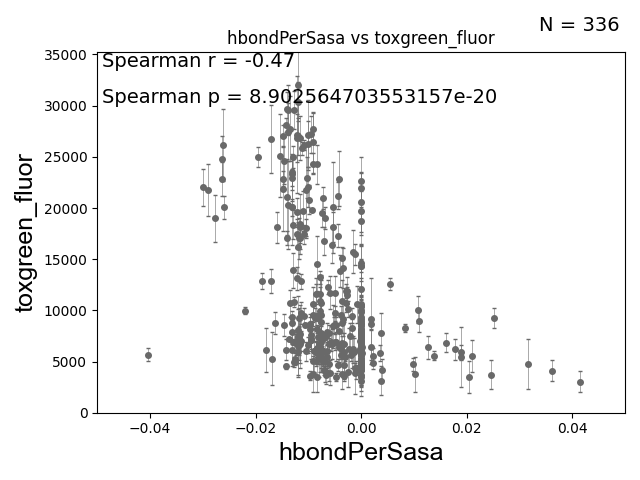 N = 336
hbondPerSasa vs toxgreen_fluor
Spearman r = -0.47
Spearman p = 8.902564703553157e-20
35000
30000
25000
20000
15000
10000
5000
0
toxgreen_fluor
−0.04 −0.02 0.00 0.02 0.04
hbondPerSasa